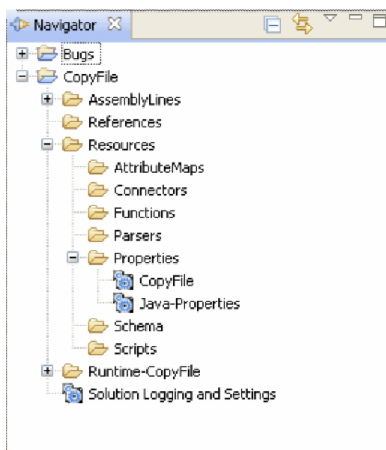 Navigator
Bugs
CopyFile
AssemblyLines
References
Resources
AttributeMaps
Connectors
Functions
Parsers
Properties
CopyFile
Java-Properties
Schema
Scripts
Runtime-CopyFile
Solution Logging and Settings